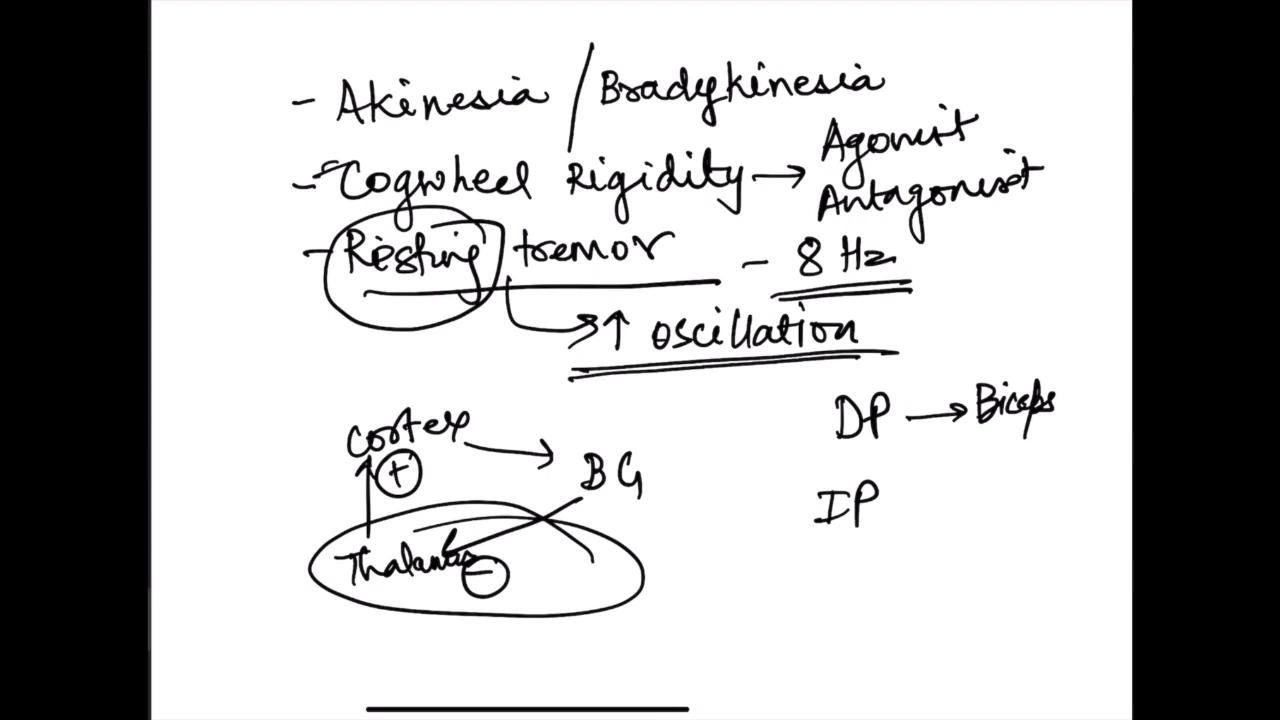 - Akinesia / Bradykinesia
- Cogwheel Rigidity → Agonist
Antagonist
- Resting tremor - 8 Hz
→ ↑ oscillation
Cortex → BG
+
DP → Biceps
IP
Thalamus -